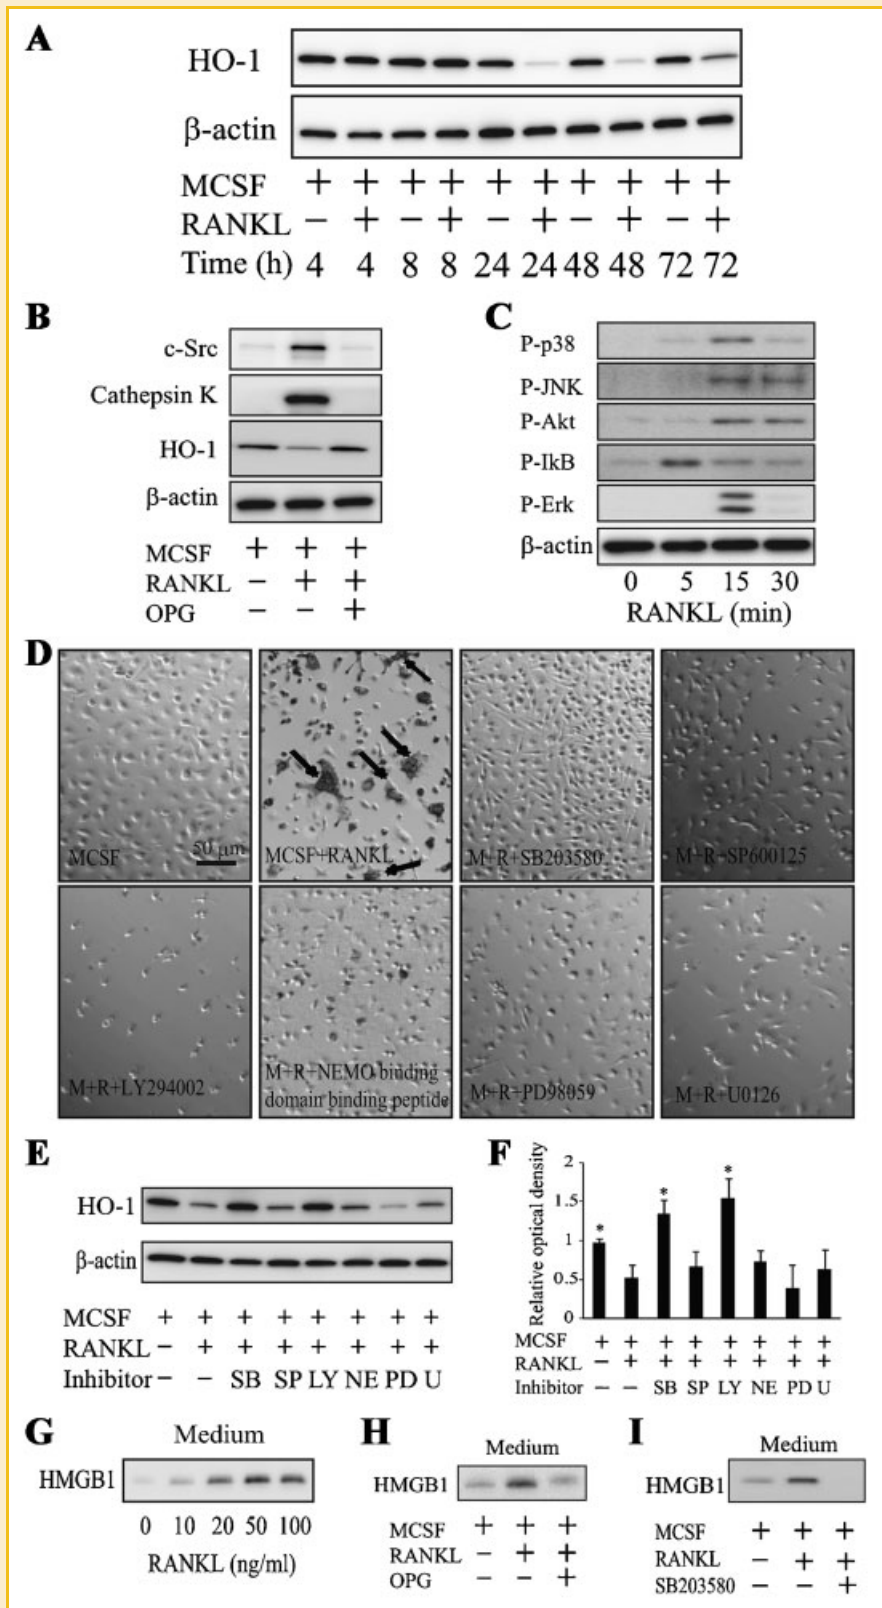 A
HO-1
β-actin
MCSF + + + + + + + + + +
RANKL − + − + − + − + − +
Time (h) 4 4 8 8 24 24 48 48 72 72
B
c-Src
Cathepsin K
HO-1
β-actin
MCSF + + +
RANKL − + +
OPG − − +
C
P-p38
P-JNK
P-Akt
P-IkB
P-Erk
β-actin
0 5 15 30
RANKL (min)
D
50 µm
MCSF
MCSF+RANKL
M+R+SB203580
M+R+SP600125
M+R+LY294002
M+R+NEMO binding
domain binding peptide
M+R+PD98059
M+R+U0126
E
HO-1
β-actin
MCSF + + + + + + + +
RANKL − + + + + + + +
Inhibitor − − SB SP LY NE PD U
F
Relative optical density
2
1.5
1
0.5
0
* * *
MCSF + + + + + + + +
RANKL − + + + + + + +
Inhibitor − − SB SP LY NE PD U
G
Medium
HMGB1
0 10 20 50 100
RANKL (ng/ml)
H
Medium
HMGB1
MCSF + + +
RANKL − + +
OPG − − +
I
Medium
HMGB1
MCSF + + +
RANKL − + +
SB203580 − − +